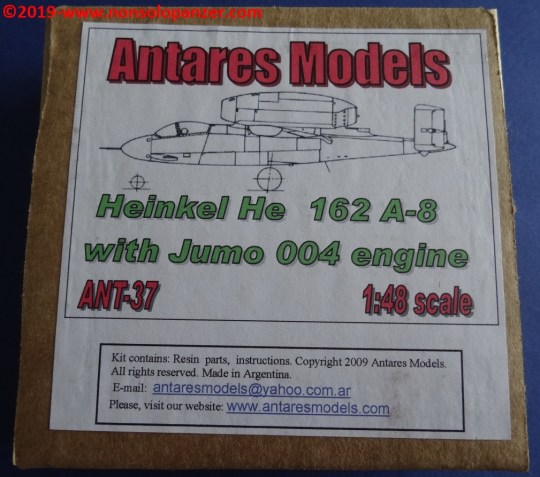 ©2019-www.nonsolopanzer.com
Antares Models
Heinkel He 162 A-8
with Jumo 004 engine
ANT-37 1:48 scale
Kit contains: Resin parts, instructions. Copyright 2009 Antares Models.
All rights reserved. Made in Argentina.
E-mail: antaresmodels@yahoo.com.ar
Please, visit our website: www.antaresmodels.com